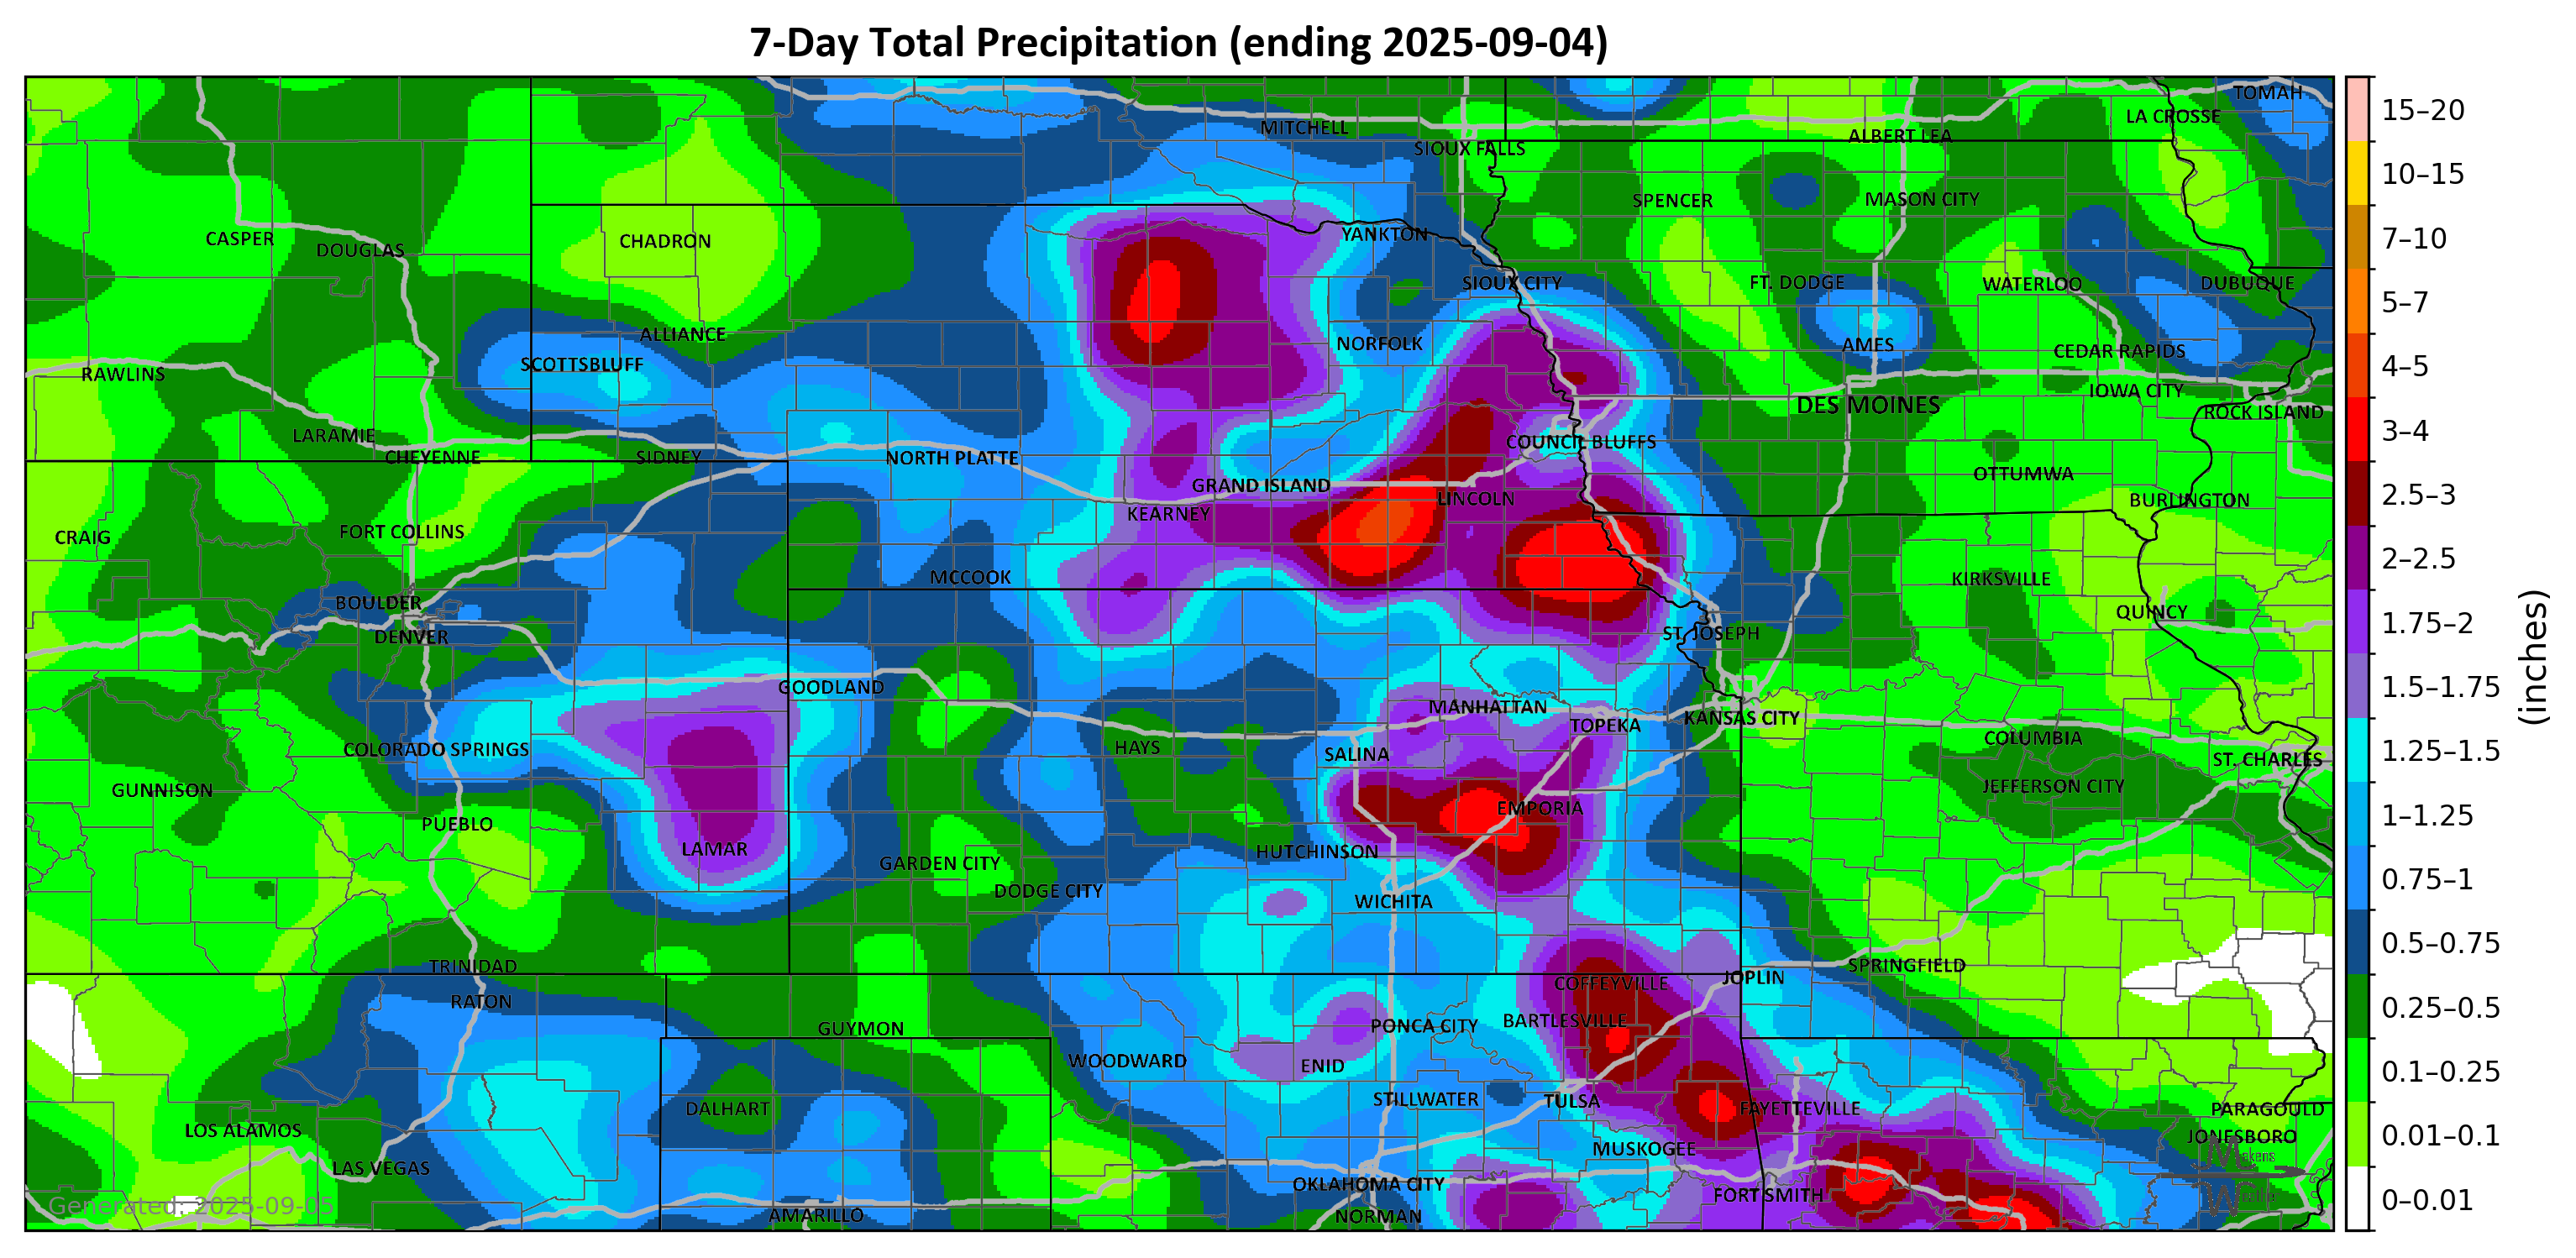 7-Day Total Precipitation (ending 2025-09-04)
TOMAH
LA CROSSE
MITCHELL
ALBERT LEA
SIOUX FALLS
SPENCER
MASON CITY
CASPER
DOUGLAS
CHADRON
YANKTON
SIOUX CITY
FT. DODGE
WATERLOO
DUBUQUE
ALLIANCE
NORFOLK
AMES
CEDAR RAPIDS
SCOTTSBLUFF
RAWLINS
IOWA CITY
DES MOINES
ROCK ISLAND
LARAMIE
COUNCIL BLUFFS
CHEYENNE
SIDNEY
NORTH PLATTE
OTTUMWA
GRAND ISLAND
LINCOLN
BURLINGTON
KEARNEY
CRAIG
FORT COLLINS
MCCOOK
KIRKSVILLE
BOULDER
QUINCY
DENVER
ST. JOSEPH
GOODLAND
MANHATTAN
KANSAS CITY
TOPEKA
COLORADO SPRINGS
HAYS
SALINA
COLUMBIA
ST. CHARLES
GUNNISON
JEFFERSON CITY
EMPORIA
PUEBLO
LAMAR
HUTCHINSON
GARDEN CITY
DODGE CITY
WICHITA
TRINIDAD
SPRINGFIELD
JOPLIN
COFFEYVILLE
RATON
GUYMON
PONCA CITY
BARTLESVILLE
WOODWARD
ENID
STILLWATER
TULSA
DALHART
FAYETTEVILLE
PARAGOULD
LOS ALAMOS
JONESBORO
MUSKOGEE
Makens
LAS VEGAS
OKLAHOMA CITY
FORT SMITH
AMARILLO
NORMAN
Generated: 2025-09-05
15–20
10–15
7–10
5–7
4–5
3–4
2.5–3
2–2.5
1.75–2
1.5–1.75
1.25–1.5
1–1.25
0.75–1
0.5–0.75
0.25–0.5
0.1–0.25
0.01–0.1
0–0.01
(inches)